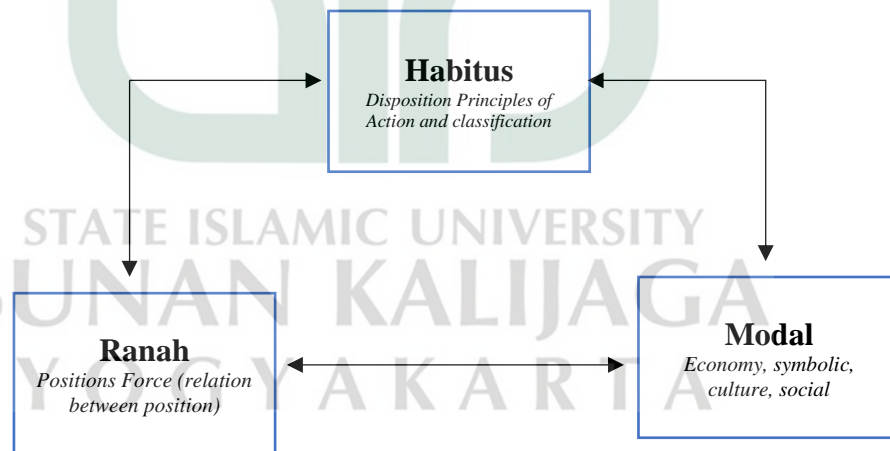 Habitus
Disposition Principles of
Action and classification
STATE ISLAMIC UNIVERSITY
SUNAN KALIJAGA
YOGYAKARTA
Ranah
Positions Force (relation
between position)
Modal
Economy, symbolic,
culture, social